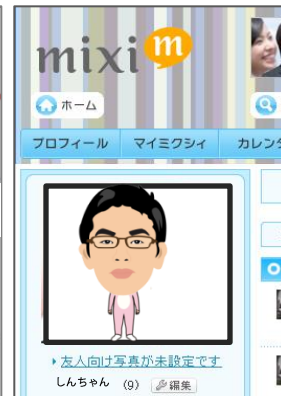 mixi m
ホーム
プロフィール マイミクシィ カレン
友人向け写真が未設定です
しんちゃん (9) 編集